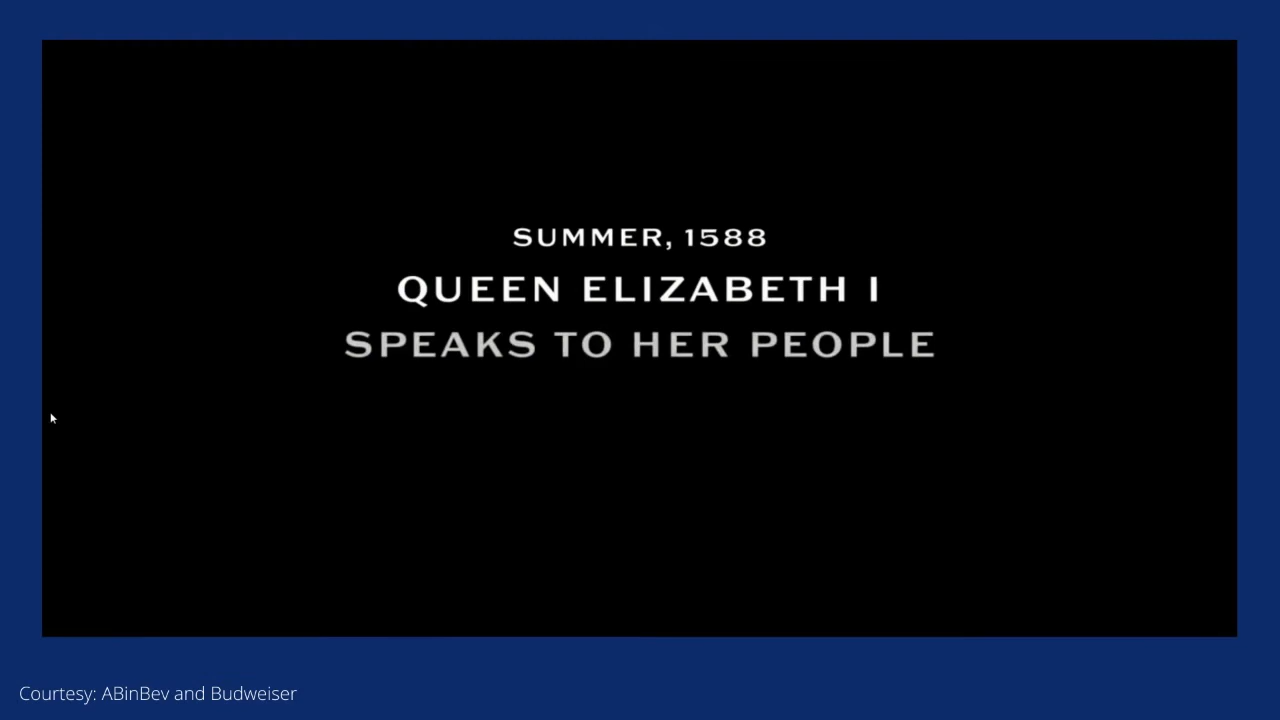 SUMMER, 1588
QUEEN ELIZABETH I
SPEAKS TO HER PEOPLE
Courtesy: ABinBev and Budweiser